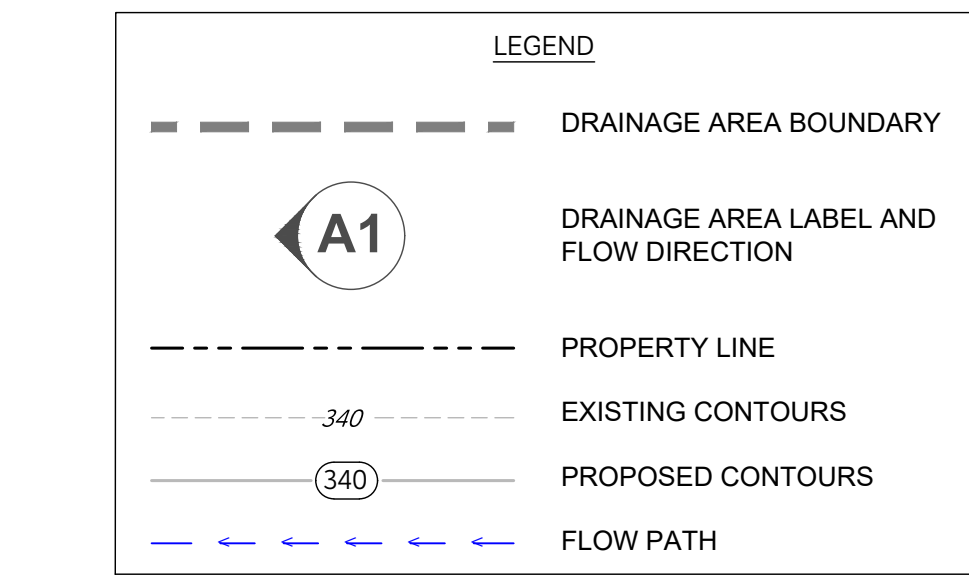 LEGEND
DRAINAGE AREA BOUNDARY
A1
DRAINAGE AREA LABEL AND
FLOW DIRECTION
PROPERTY LINE
340
EXISTING CONTOURS
340
PROPOSED CONTOURS
FLOW PATH